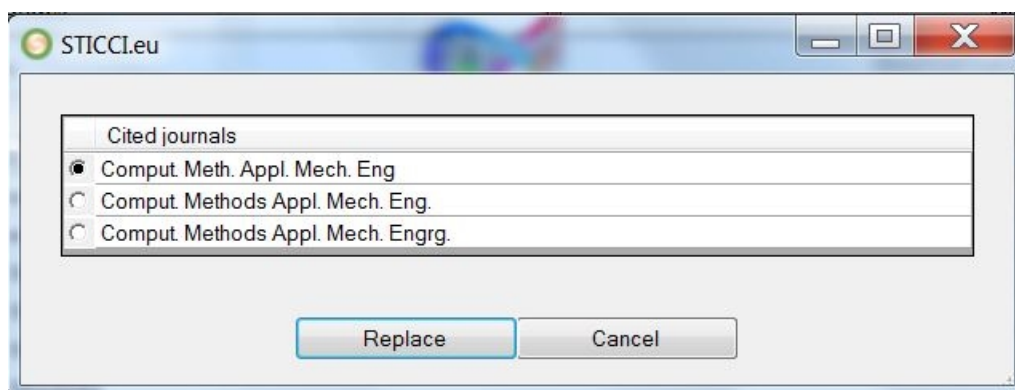 STICCI.eu
Cited journals
Comput. Meth. Appl. Mech. Eng
Comput. Methods Appl. Mech. Eng.
Comput. Methods Appl. Mech. Engrg.
Replace Cancel